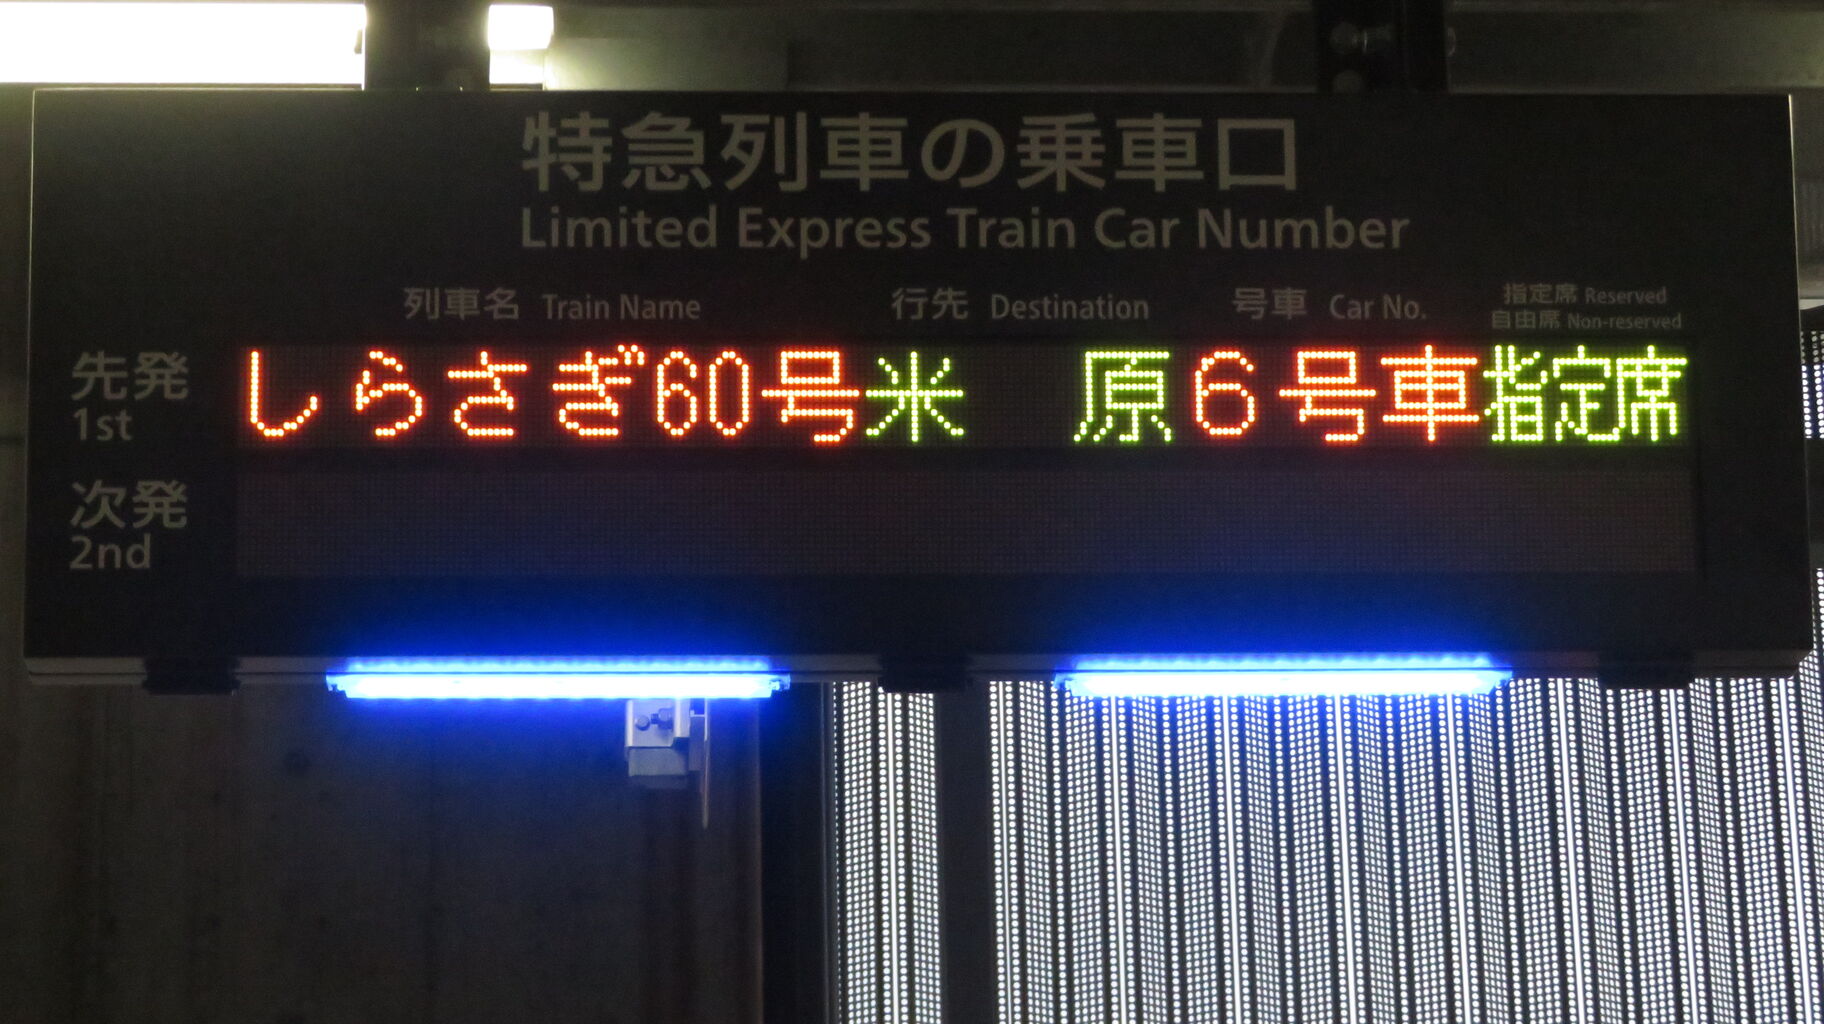 特急列車の乗車口
Limited Express Train Car Number
列車名 Train Name 行先 Destination 号車 Car No. 指定席 Reserved
自由席 Non-reserved
先発 しらさぎ60号 米 原 6号車 指定席
1st
次発
2nd